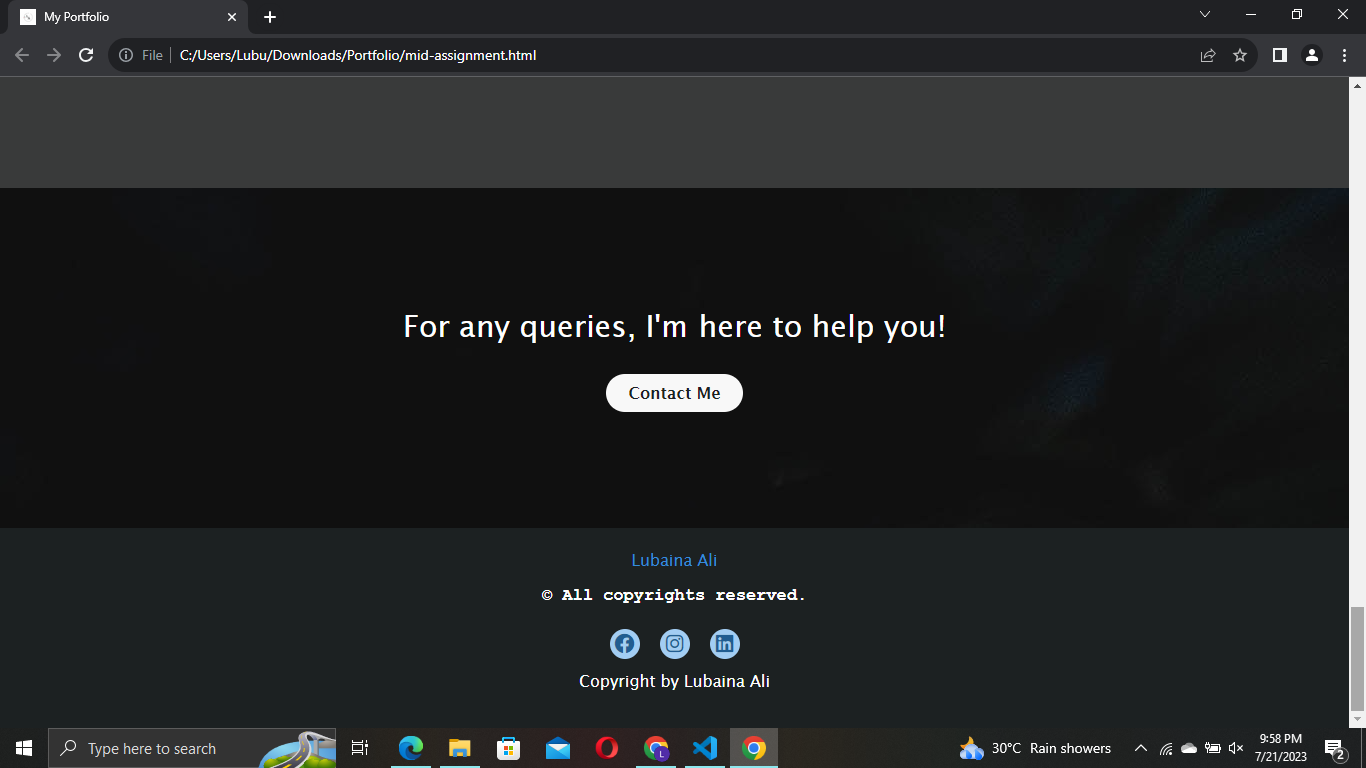 My Portfolio
File
C:/Users/Lubu/Downloads/Portfolio/mid-assignment.html
For any queries, I'm here to help you!
Contact Me
Lubaina Ali
© All copyrights reserved.
in
Copyright by Lubaina Ali
Type here to search
L
30°C Rain showers
9:58 PM
7/21/2023
2